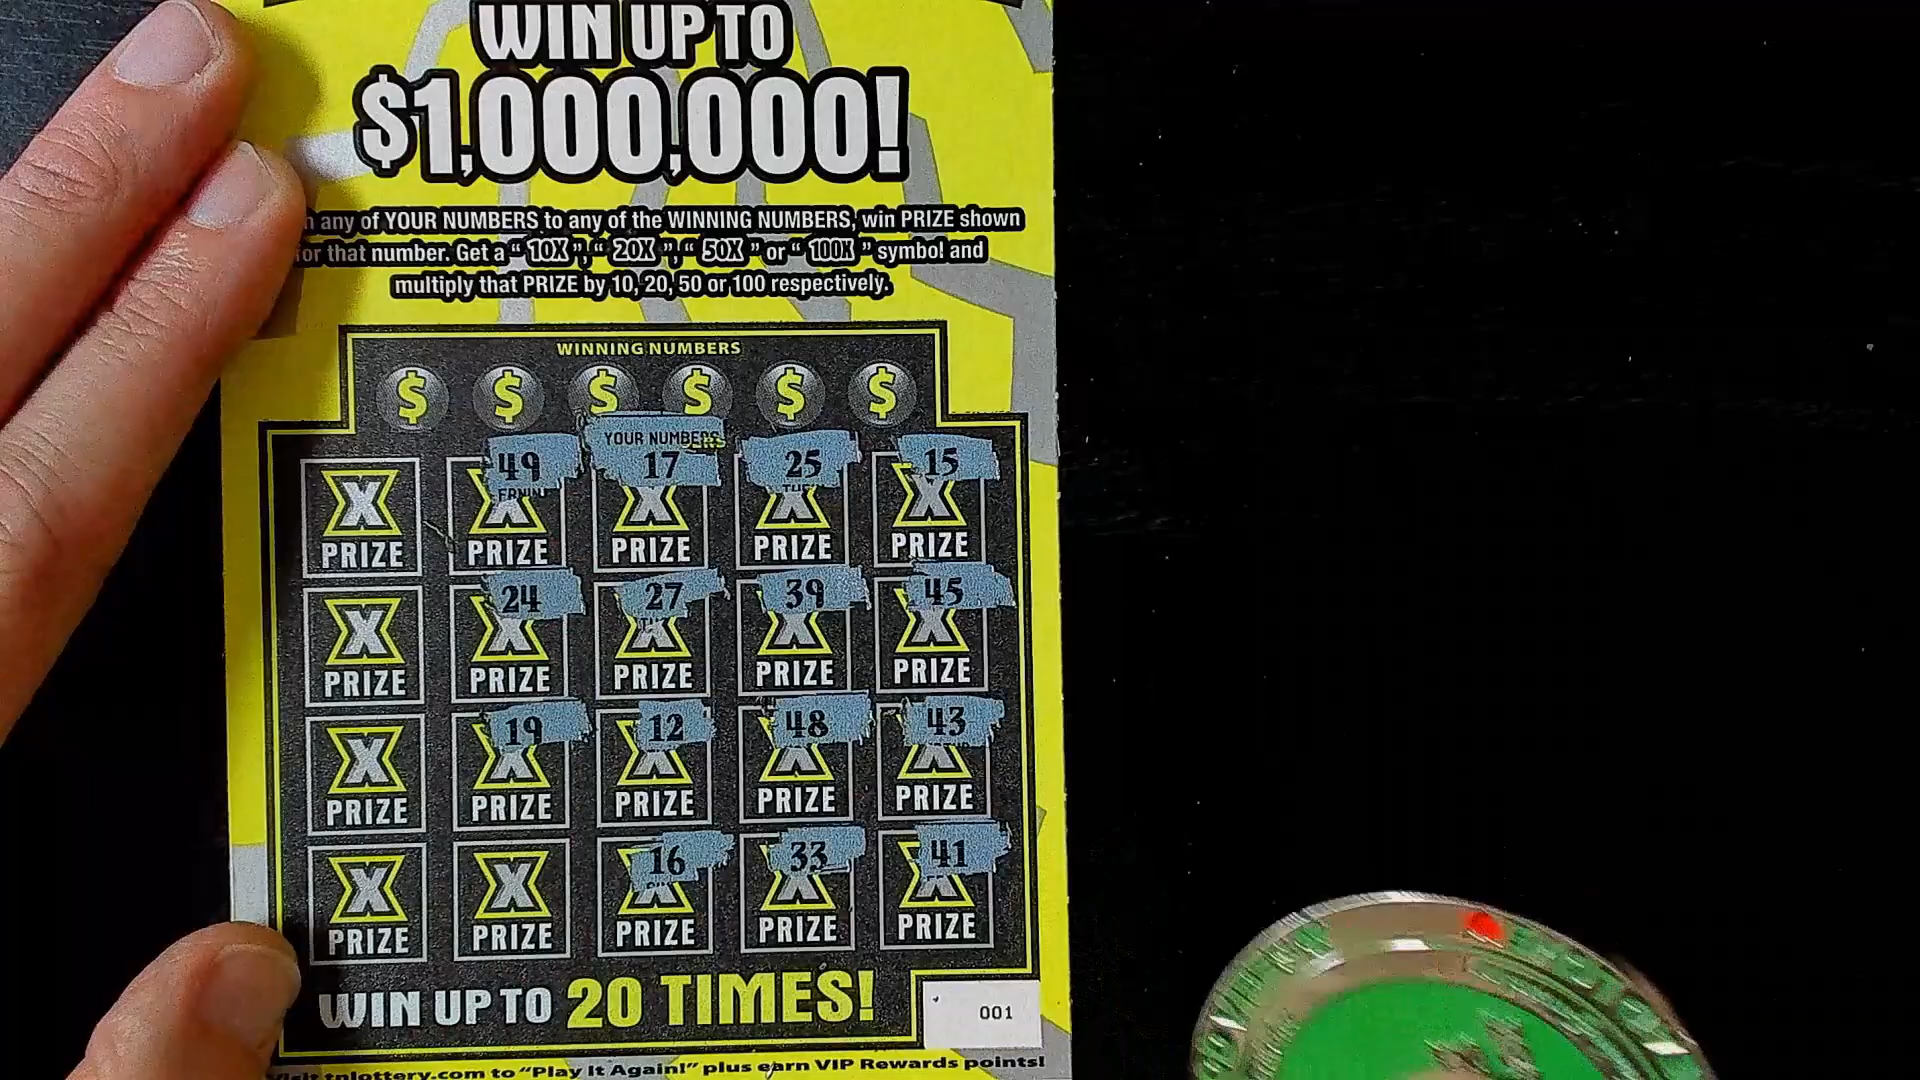 WIN UP TO
$1,000,000!
any of YOUR NUMBERS to any of the WINNING NUMBERS, win PRIZE shown
for that number. Get a " 10X ", " 20X ", " 50X " or " 100X " symbol and
multiply that PRIZE by 10, 20, 50 or 100 respectively.
WINNING NUMBERS
$ $ $ $ $ $
YOUR NUMBERS
49 17 25 15
X X X X X
PRIZE PRIZE PRIZE PRIZE PRIZE
24 27 39 45
X X X X X
PRIZE PRIZE PRIZE PRIZE PRIZE
19 12 48 43
X X X X X
PRIZE PRIZE PRIZE PRIZE PRIZE
16 33 41
X X X X X
PRIZE PRIZE PRIZE PRIZE PRIZE
WIN UP TO 20 TIMES!
001
Visit tnlottery.com to "Play It Again!" plus earn VIP Rewards points!